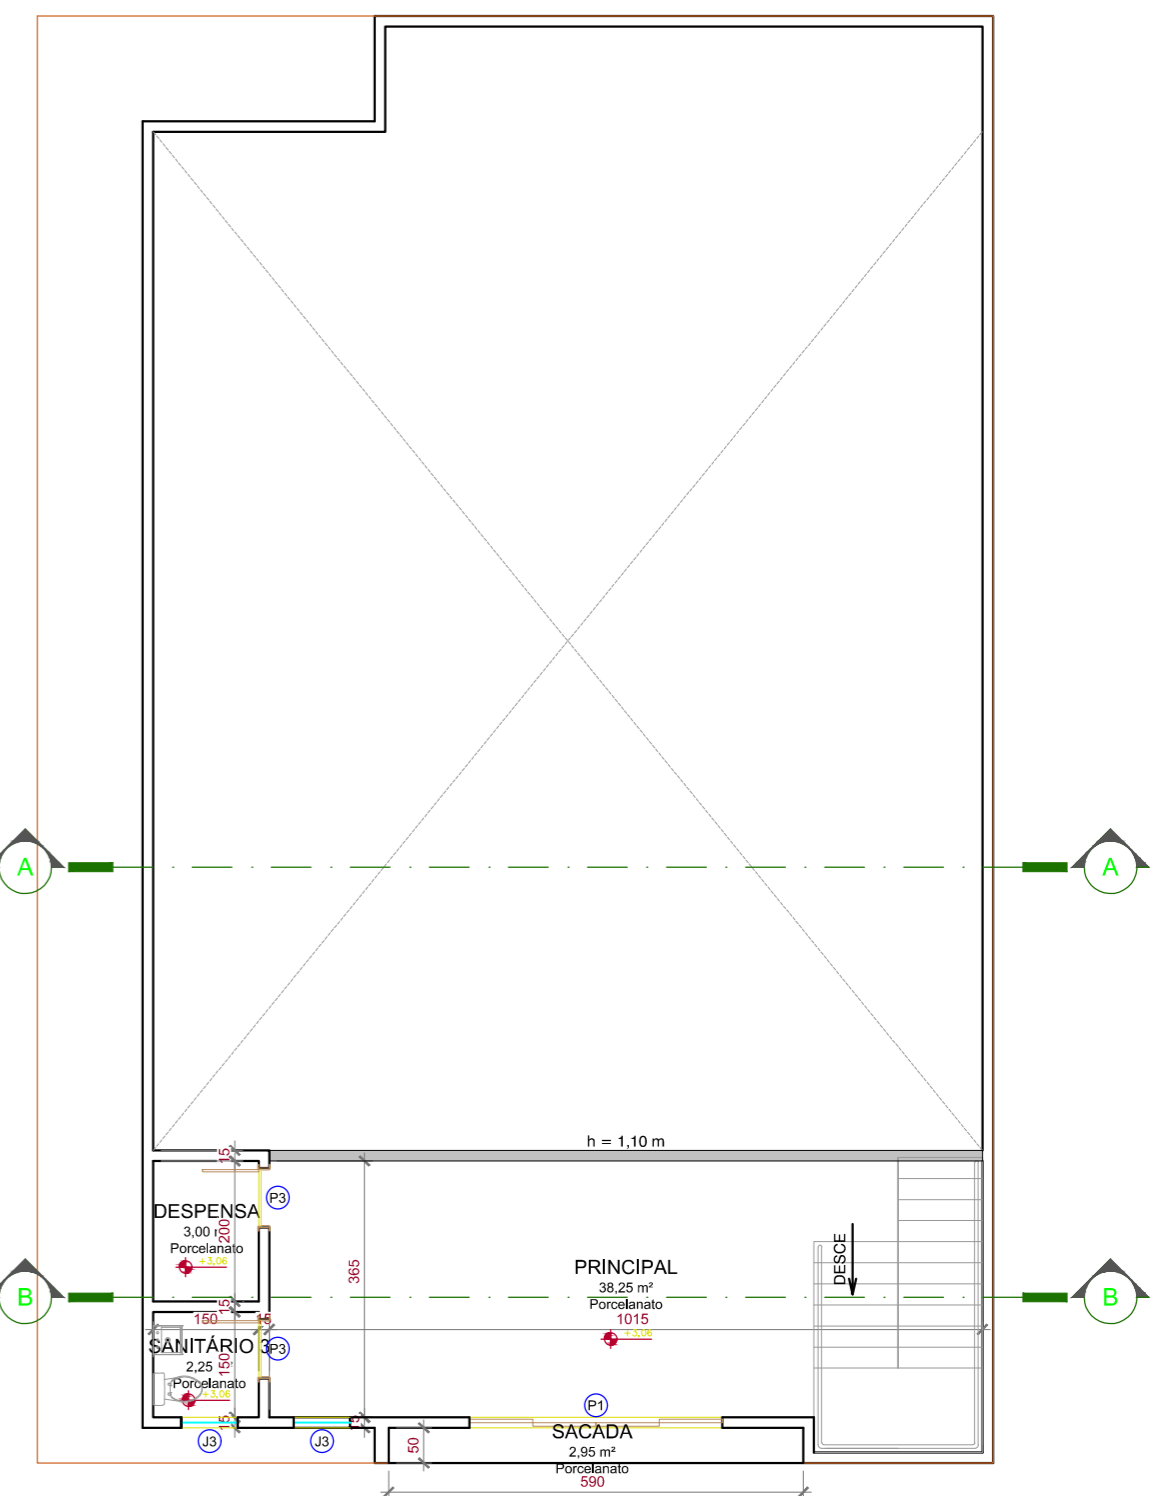 A
A
h = 1,10 m
15
DESPENSA
3,00
200
Porcelanato
+3,06
P3
365
DESCE
PRINCIPAL
38,25 m²
Porcelanato
1015
+3,06
B
B
15
150
15
SANITÁRIO 3
P3
2,25
150
Porcelanato
+3,06
15
15
J3
J3
P1
50
SACADA
2,95 m²
Porcelanato
590